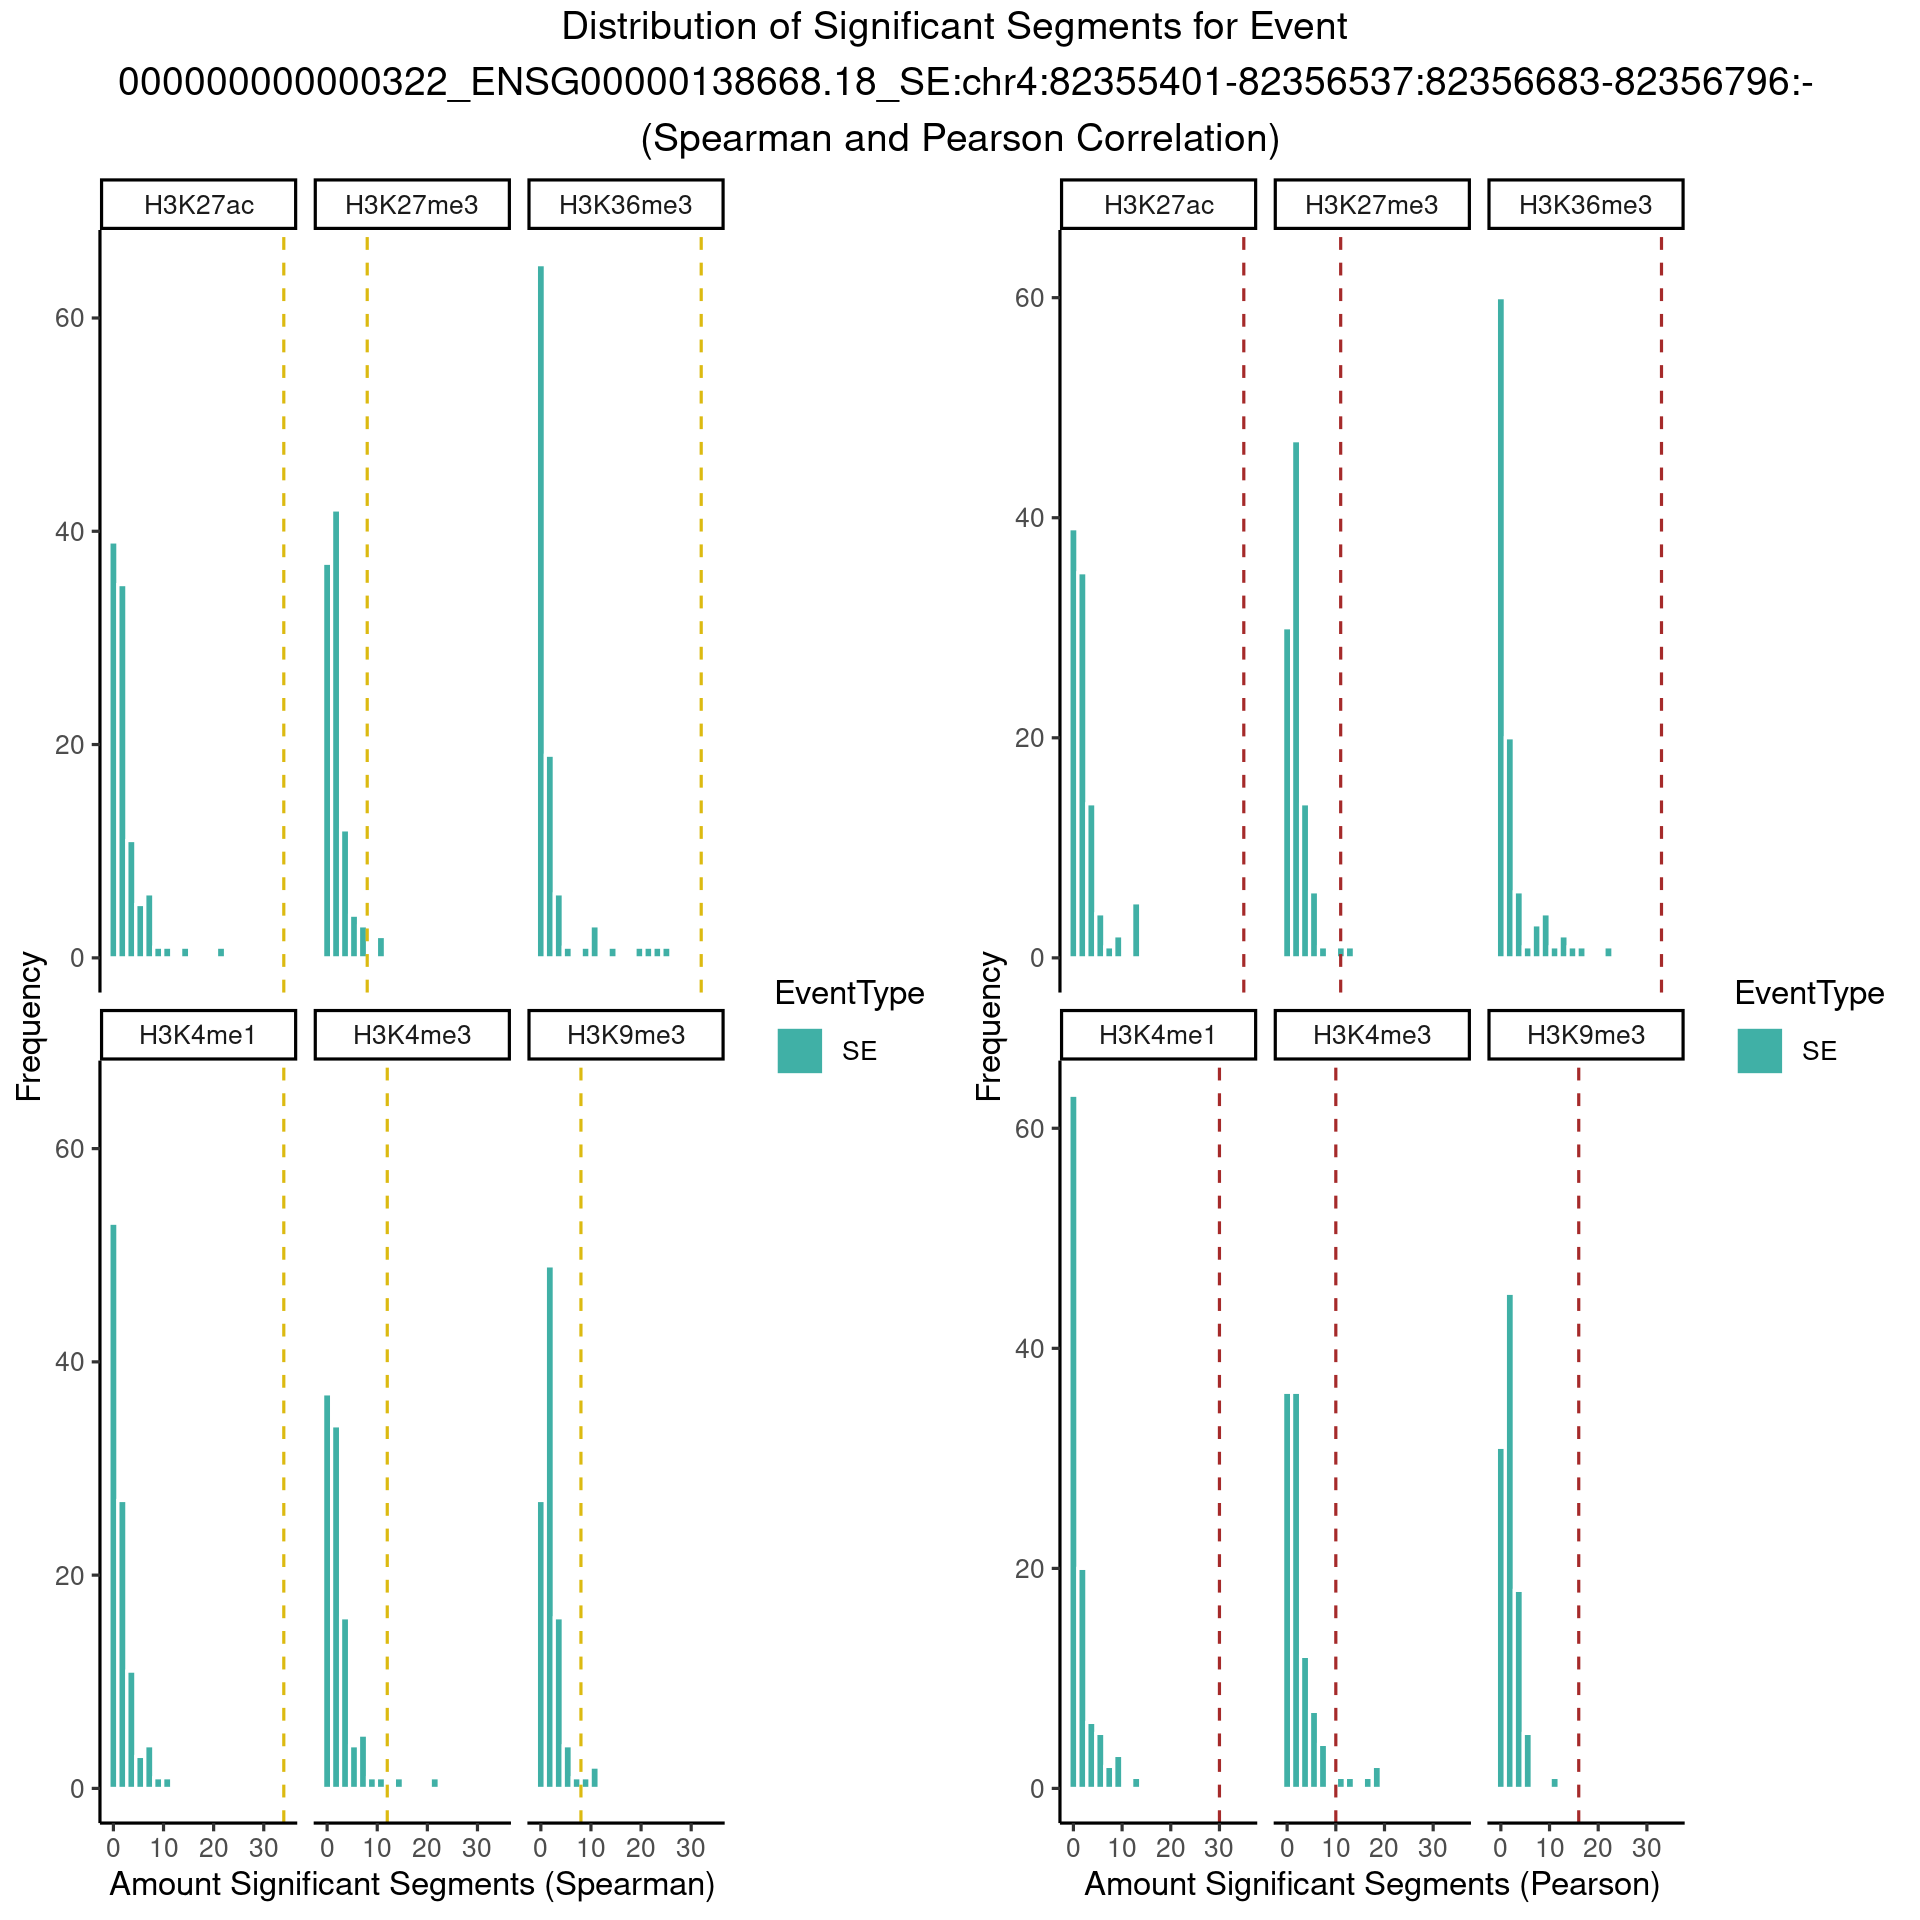 Distribution of Significant Segments for Event
000000000000322_ENSG00000138668.18_SE:chr4:82355401-82356537:82356683-82356796:-
(Spearman and Pearson Correlation)
H3K27ac H3K27me3 H3K36me3
60
40
20
0
H3K4me1 H3K4me3 H3K9me3
60
40
20
0
0 10 20 30 0 10 20 30 0 10 20 30
Frequency
Amount Significant Segments (Spearman)
EventType
SE
H3K27ac H3K27me3 H3K36me3
60
40
20
0
H3K4me1 H3K4me3 H3K9me3
60
40
20
0
0 10 20 30 0 10 20 30 0 10 20 30
Frequency
Amount Significant Segments (Pearson)
EventType
SE